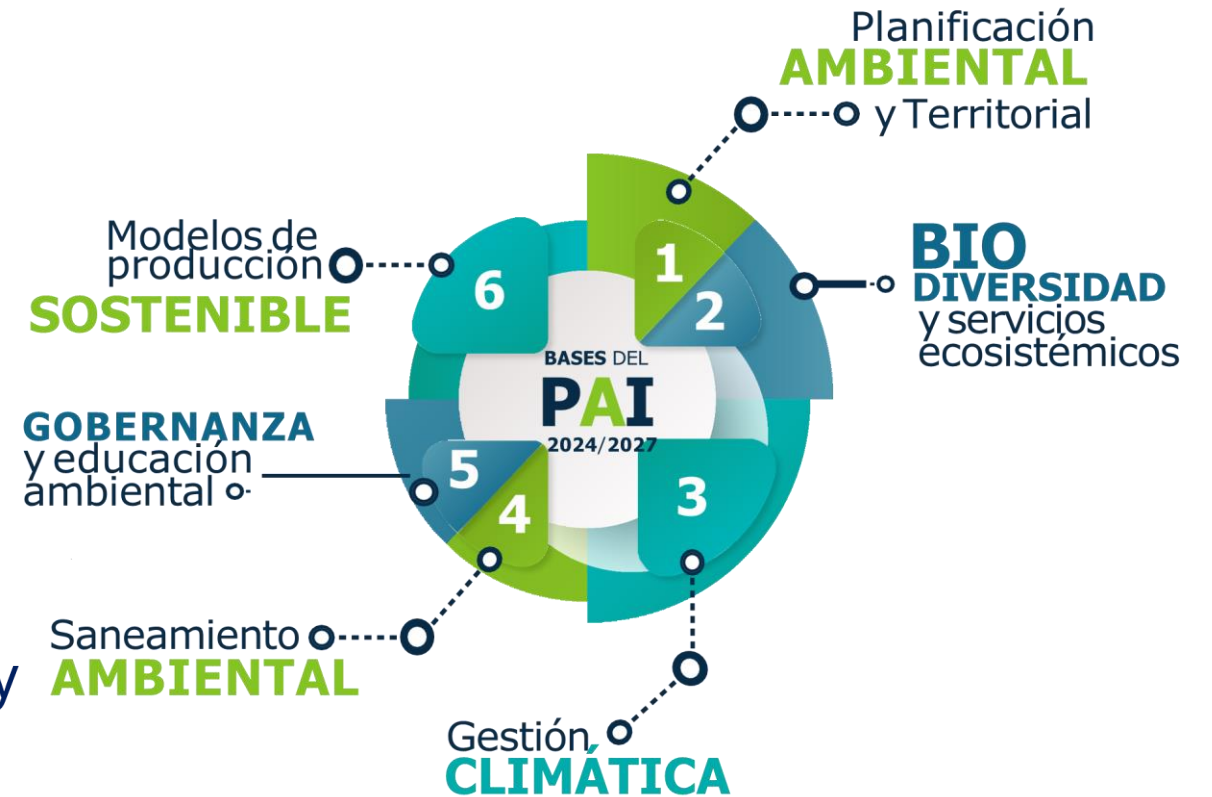 Planificación
AMBIENTAL
y Territorial
1
BIO
DIVERSIDAD
y servicios
ecosistémicos
2
BASES DEL
PAI
2024/2027
3
Gestión
CLIMÁTICA
4
Saneamiento
AMBIENTAL
y
5
GOBERNANZA
y educación
ambiental
6
Modelos de
producción
SOSTENIBLE